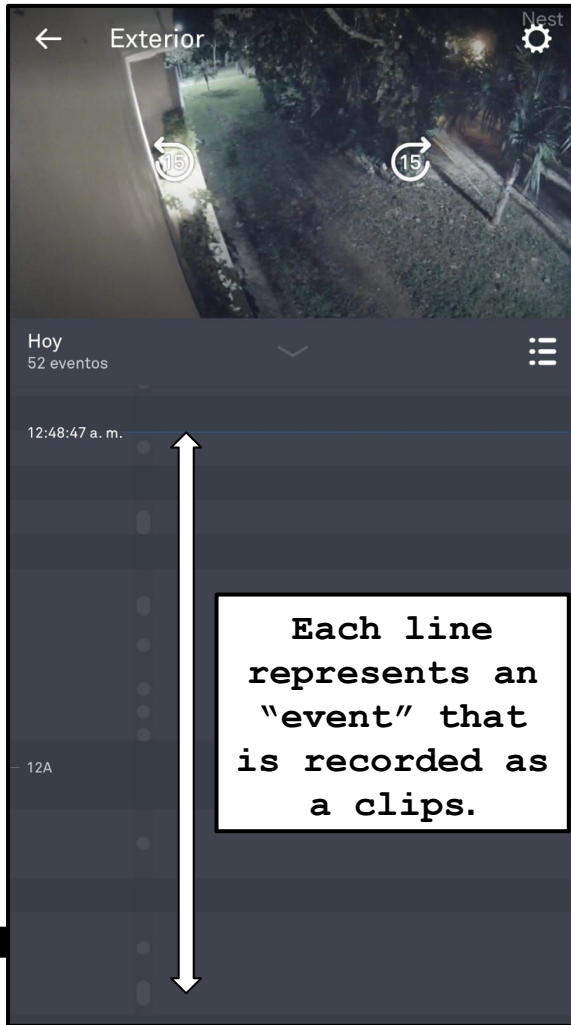 Nest
Exterior
15
15
Hoy
52 eventos
12:48:47 a. m.
Each line
represents an
“event” that
is recorded as
a clips.
12A